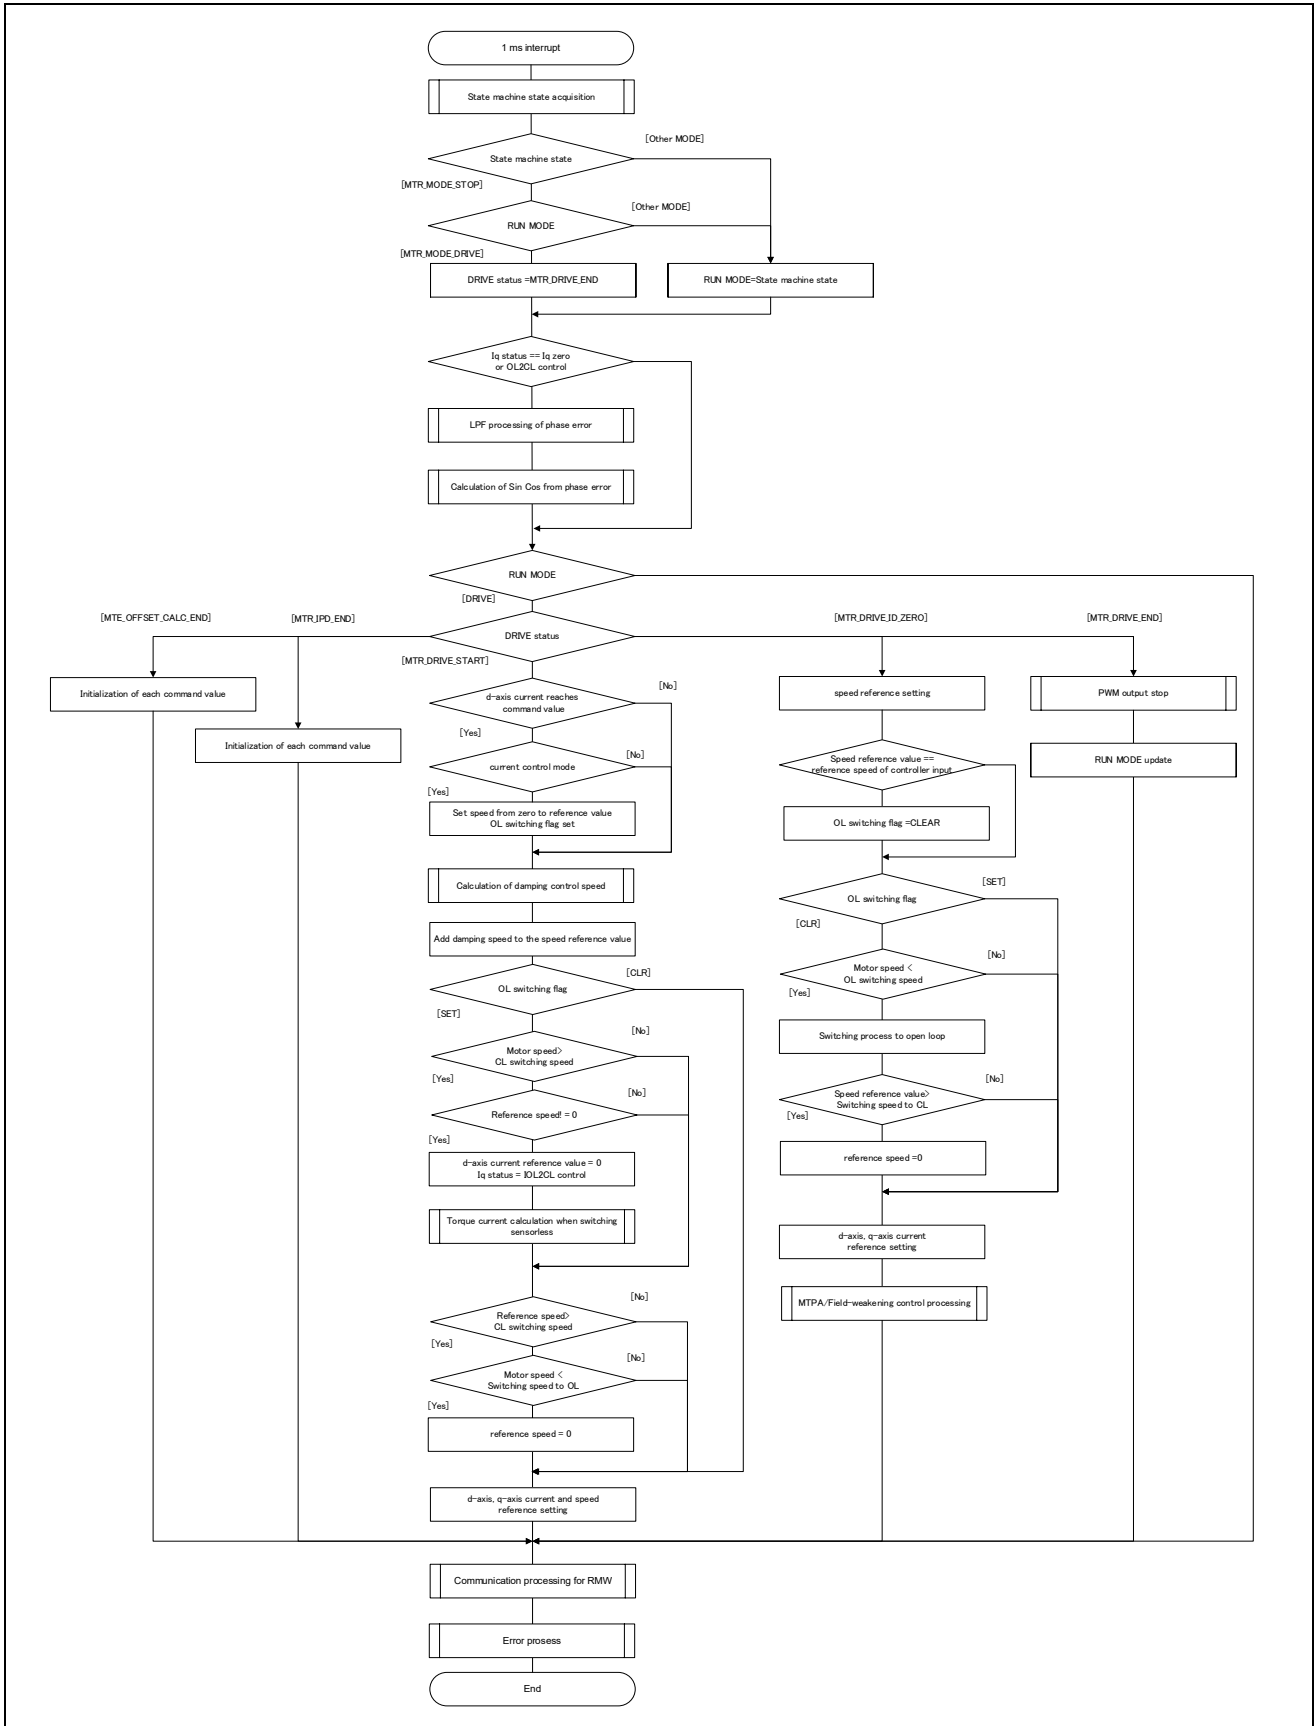 1 ms interrupt
State machine state acquisition
[Other MODE]
State machine state
[MTR_MODE_STOP]
[Other MODE]
RUN MODE
[MTR_MODE_DRIVE]
DRIVE status =MTR_DRIVE_END
RUN MODE=State machine state
Iq status == Iq zero
or OL2CL control
LPF processing of phase error
Calculation of Sin Cos from phase error
RUN MODE
[DRIVE]
[MTE_OFFSET_CALC_END]
[MTR_IPD_END]
DRIVE status
[MTR_DRIVE_ID_ZERO]
[MTR_DRIVE_END]
[MTR_DRIVE_START]
Initialization of each command value
Initialization of each command value
d-axis current reaches
command value
[No]
[Yes]
current control mode
[No]
[Yes]
Set speed from zero to reference value
OL switching flag set
Calculation of damping control speed
Add damping speed to the speed reference value
[CLR]
OL switching flag
[SET]
[No]
Motor speed>
CL switching speed
[Yes]
[No]
Reference speed! = 0
[Yes]
d-axis current reference value = 0
Iq status = IOL2CL control
Torque current calculation when switching
sensorless
[No]
Reference speed>
CL switching speed
[Yes]
[No]
Motor speed <
Switching speed to OL
[Yes]
reference speed = 0
d-axis, q-axis current and speed
reference setting
speed reference setting
Speed reference value ==
reference speed of controller input
OL switching flag =CLEAR
[SET]
OL switching flag
[CLR]
[No]
Motor speed <
OL switching speed
[Yes]
Switching process to open loop
[No]
Speed reference value>
Switching speed to CL
[Yes]
reference speed =0
d-axis, q-axis current
reference setting
MTPA/Field-weakening control processing
PWM output stop
RUN MODE update
Communication processing for RMW
Error prosess
End